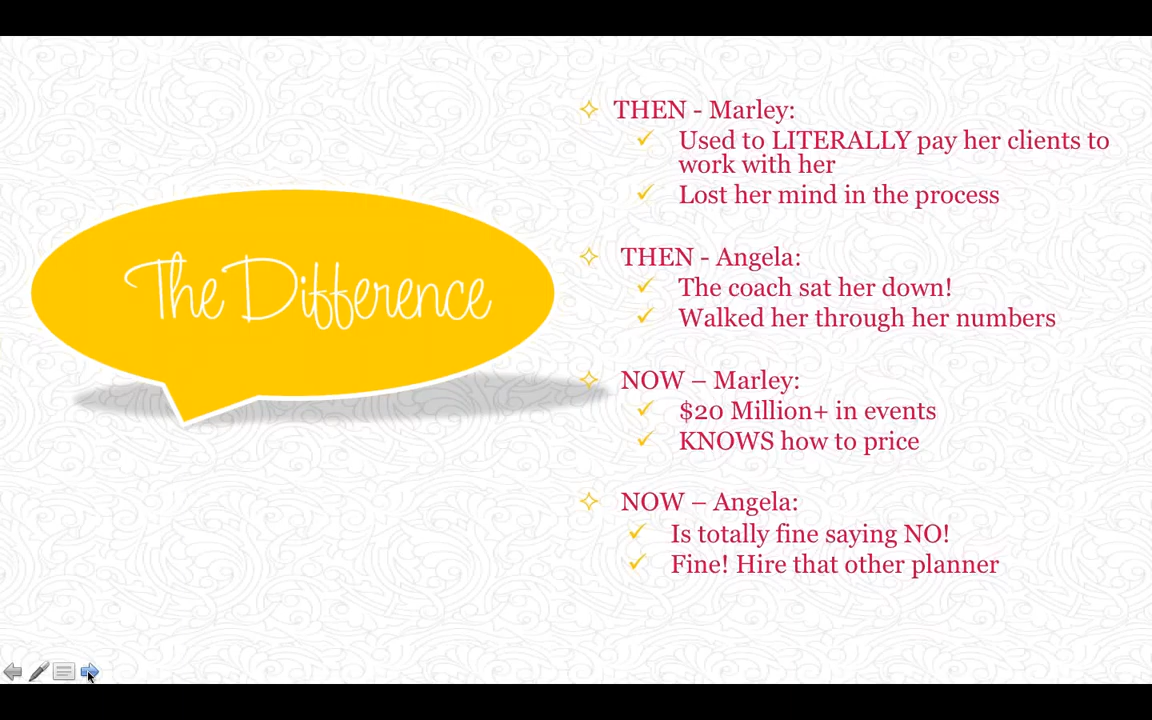 The Difference
THEN - Marley:
Used to LITERALLY pay her clients to
work with her
Lost her mind in the process
THEN - Angela:
The coach sat her down!
Walked her through her numbers
NOW – Marley:
$20 Million+ in events
KNOWS how to price
NOW – Angela:
Is totally fine saying NO!
Fine! Hire that other planner